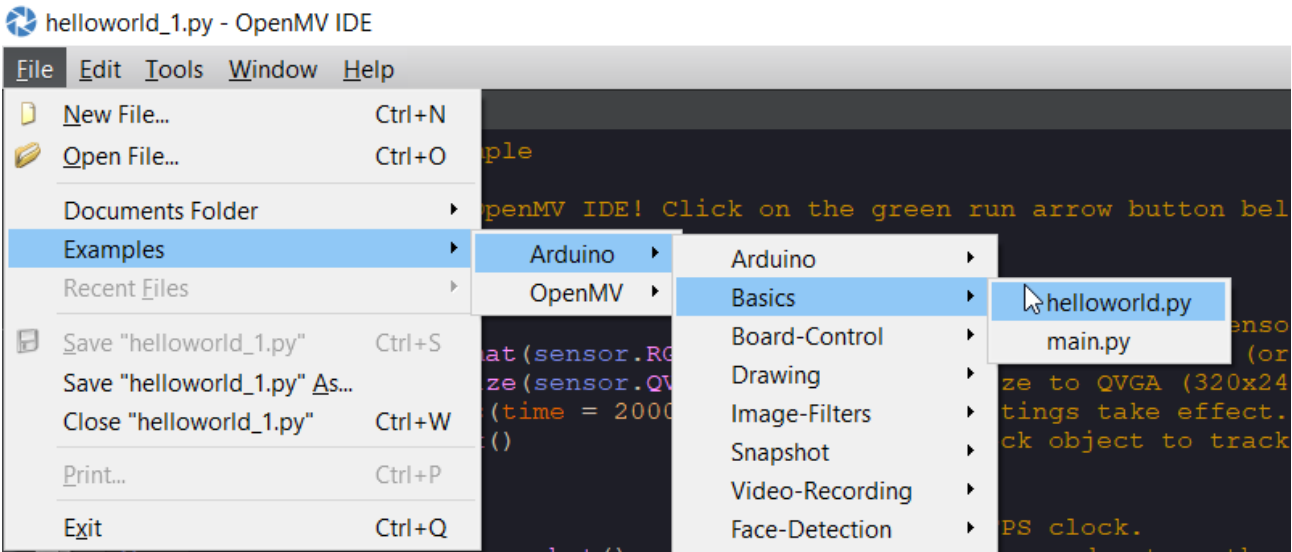 helloworld_1.py - OpenMV IDE
File Edit Tools Window Help
New File... Ctrl+N
Open File... Ctrl+O
Documents Folder
Examples
Recent Files
Save "helloworld_1.py" Ctrl+S
Save "helloworld_1.py" As...
Close "helloworld_1.py" Ctrl+W
Print... Ctrl+P
Exit Ctrl+Q
Arduino
OpenMV
Arduino
Basics
Board-Control
Drawing
Image-Filters
Snapshot
Video-Recording
Face-Detection
helloworld.py
main.py
OpenMV IDE! Click on the green run arrow button bel
(or
at(sensor.RG
ze(sensor.QV ze to QVGA (320x24
(time = 2000 tings take effect.
() ck object to track
PS clock.